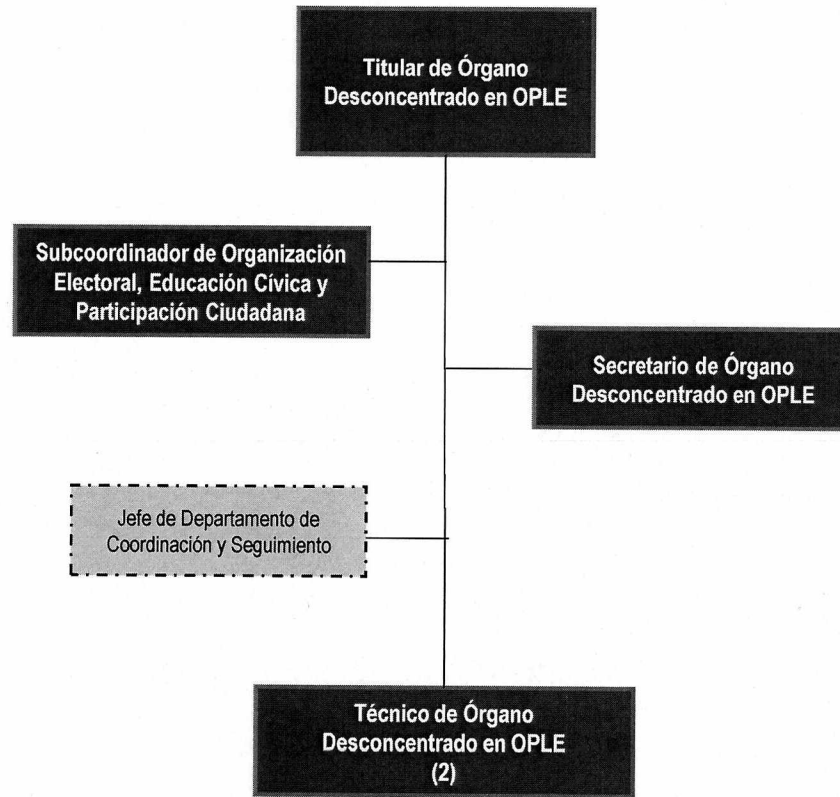 Titular de Órgano
Desconcentrado en OPLE
Subcoordinador de Organización
Electoral, Educación Cívica y
Participación Ciudadana
Secretario de Órgano
Desconcentrado en OPLE
Jefe de Departamento de
Coordinación y Seguimiento
Técnico de Órgano
Desconcentrado en OPLE
(2)